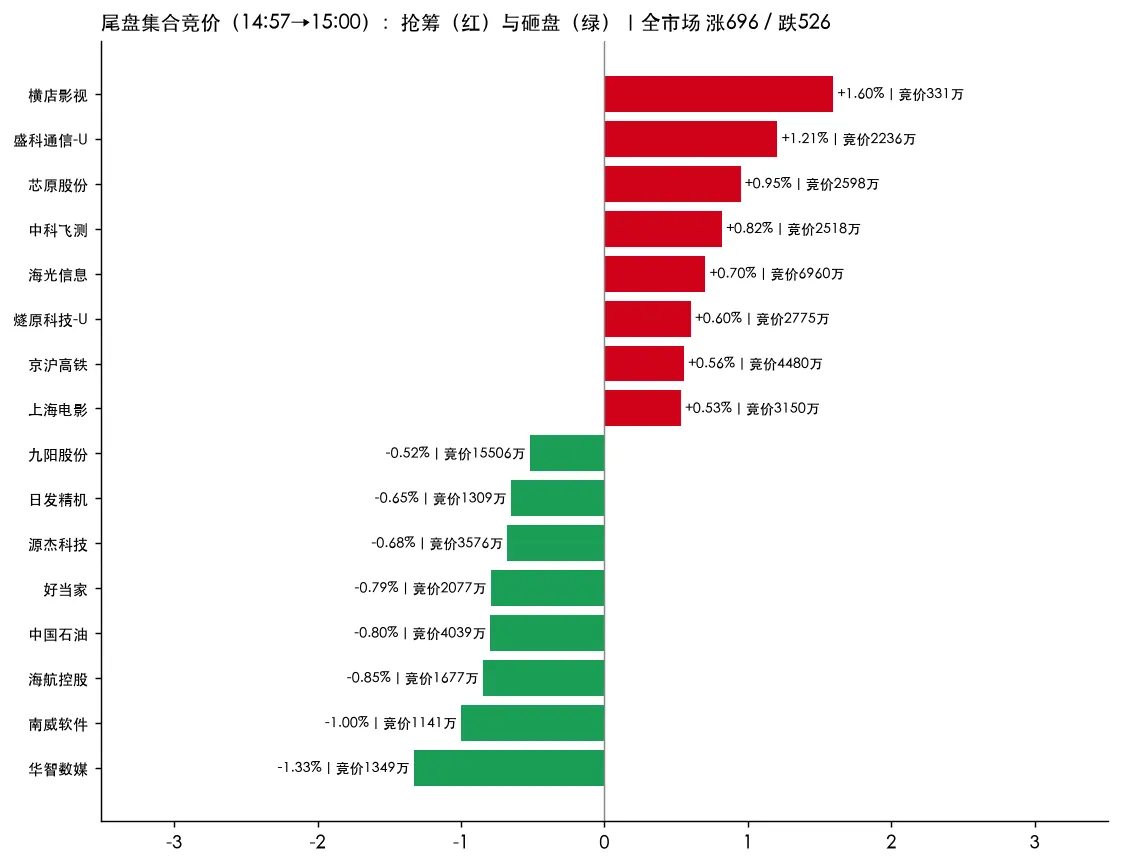 尾盘集合竞价（14:57→15:00）：抢筹（红）与砸盘（绿）| 全市场 涨696 / 跌526
横店影视 +1.60% | 竞价331万
盛科通信-U +1.21% | 竞价2236万
芯原股份 +0.95% | 竞价2598万
中科飞测 +0.82% | 竞价2518万
海光信息 +0.70% | 竞价6960万
燧原科技-U +0.60% | 竞价2775万
京沪高铁 +0.56% | 竞价4480万
上海电影 +0.53% | 竞价3150万
九阳股份 -0.52% | 竞价15506万
日发精机 -0.65% | 竞价1309万
源杰科技 -0.68% | 竞价3576万
好当家 -0.79% | 竞价2077万
中国石油 -0.80% | 竞价4039万
海航控股 -0.85% | 竞价1677万
南威软件 -1.00% | 竞价1141万
华智数媒 -1.33% | 竞价1349万
-3 -2 -1 0 1 2 3